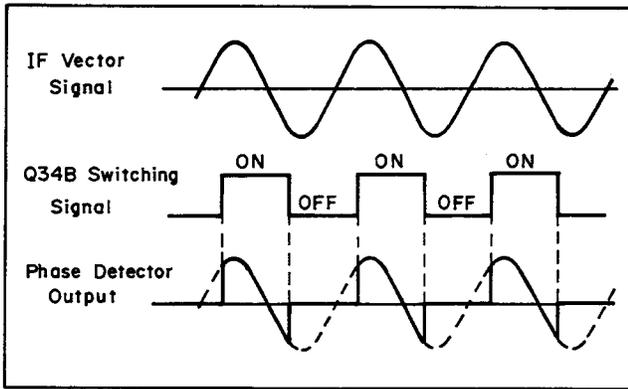 IF Vector
Signal
ON
ON
ON
Q34B Switching
OFF
OFF
Signal
Phase Detector
Output